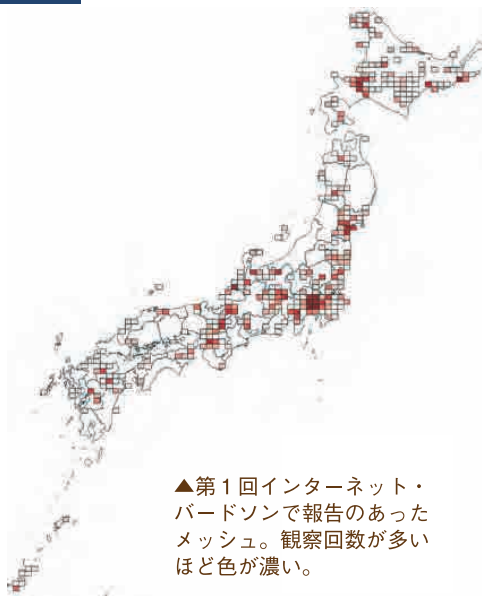 ▲第1回インターネット・
バードソンで報告のあった
メッシュ。観察回数が多い
ほど色が濃い。